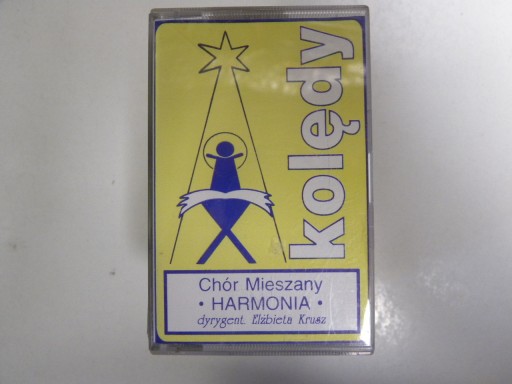 kolędy
Chór Mieszany
• HARMONIA •
dyrygent. Elżbieta Krusz